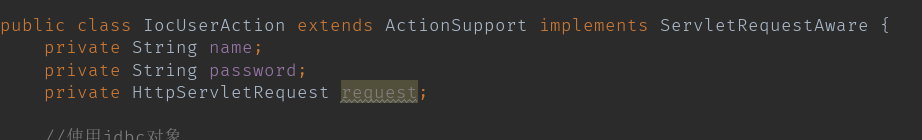 public class IocUserAction extends ActionSupport implements ServletRequestAware {
private String name;
private String password;
private HttpServletRequest request;
//使用jdbc对象